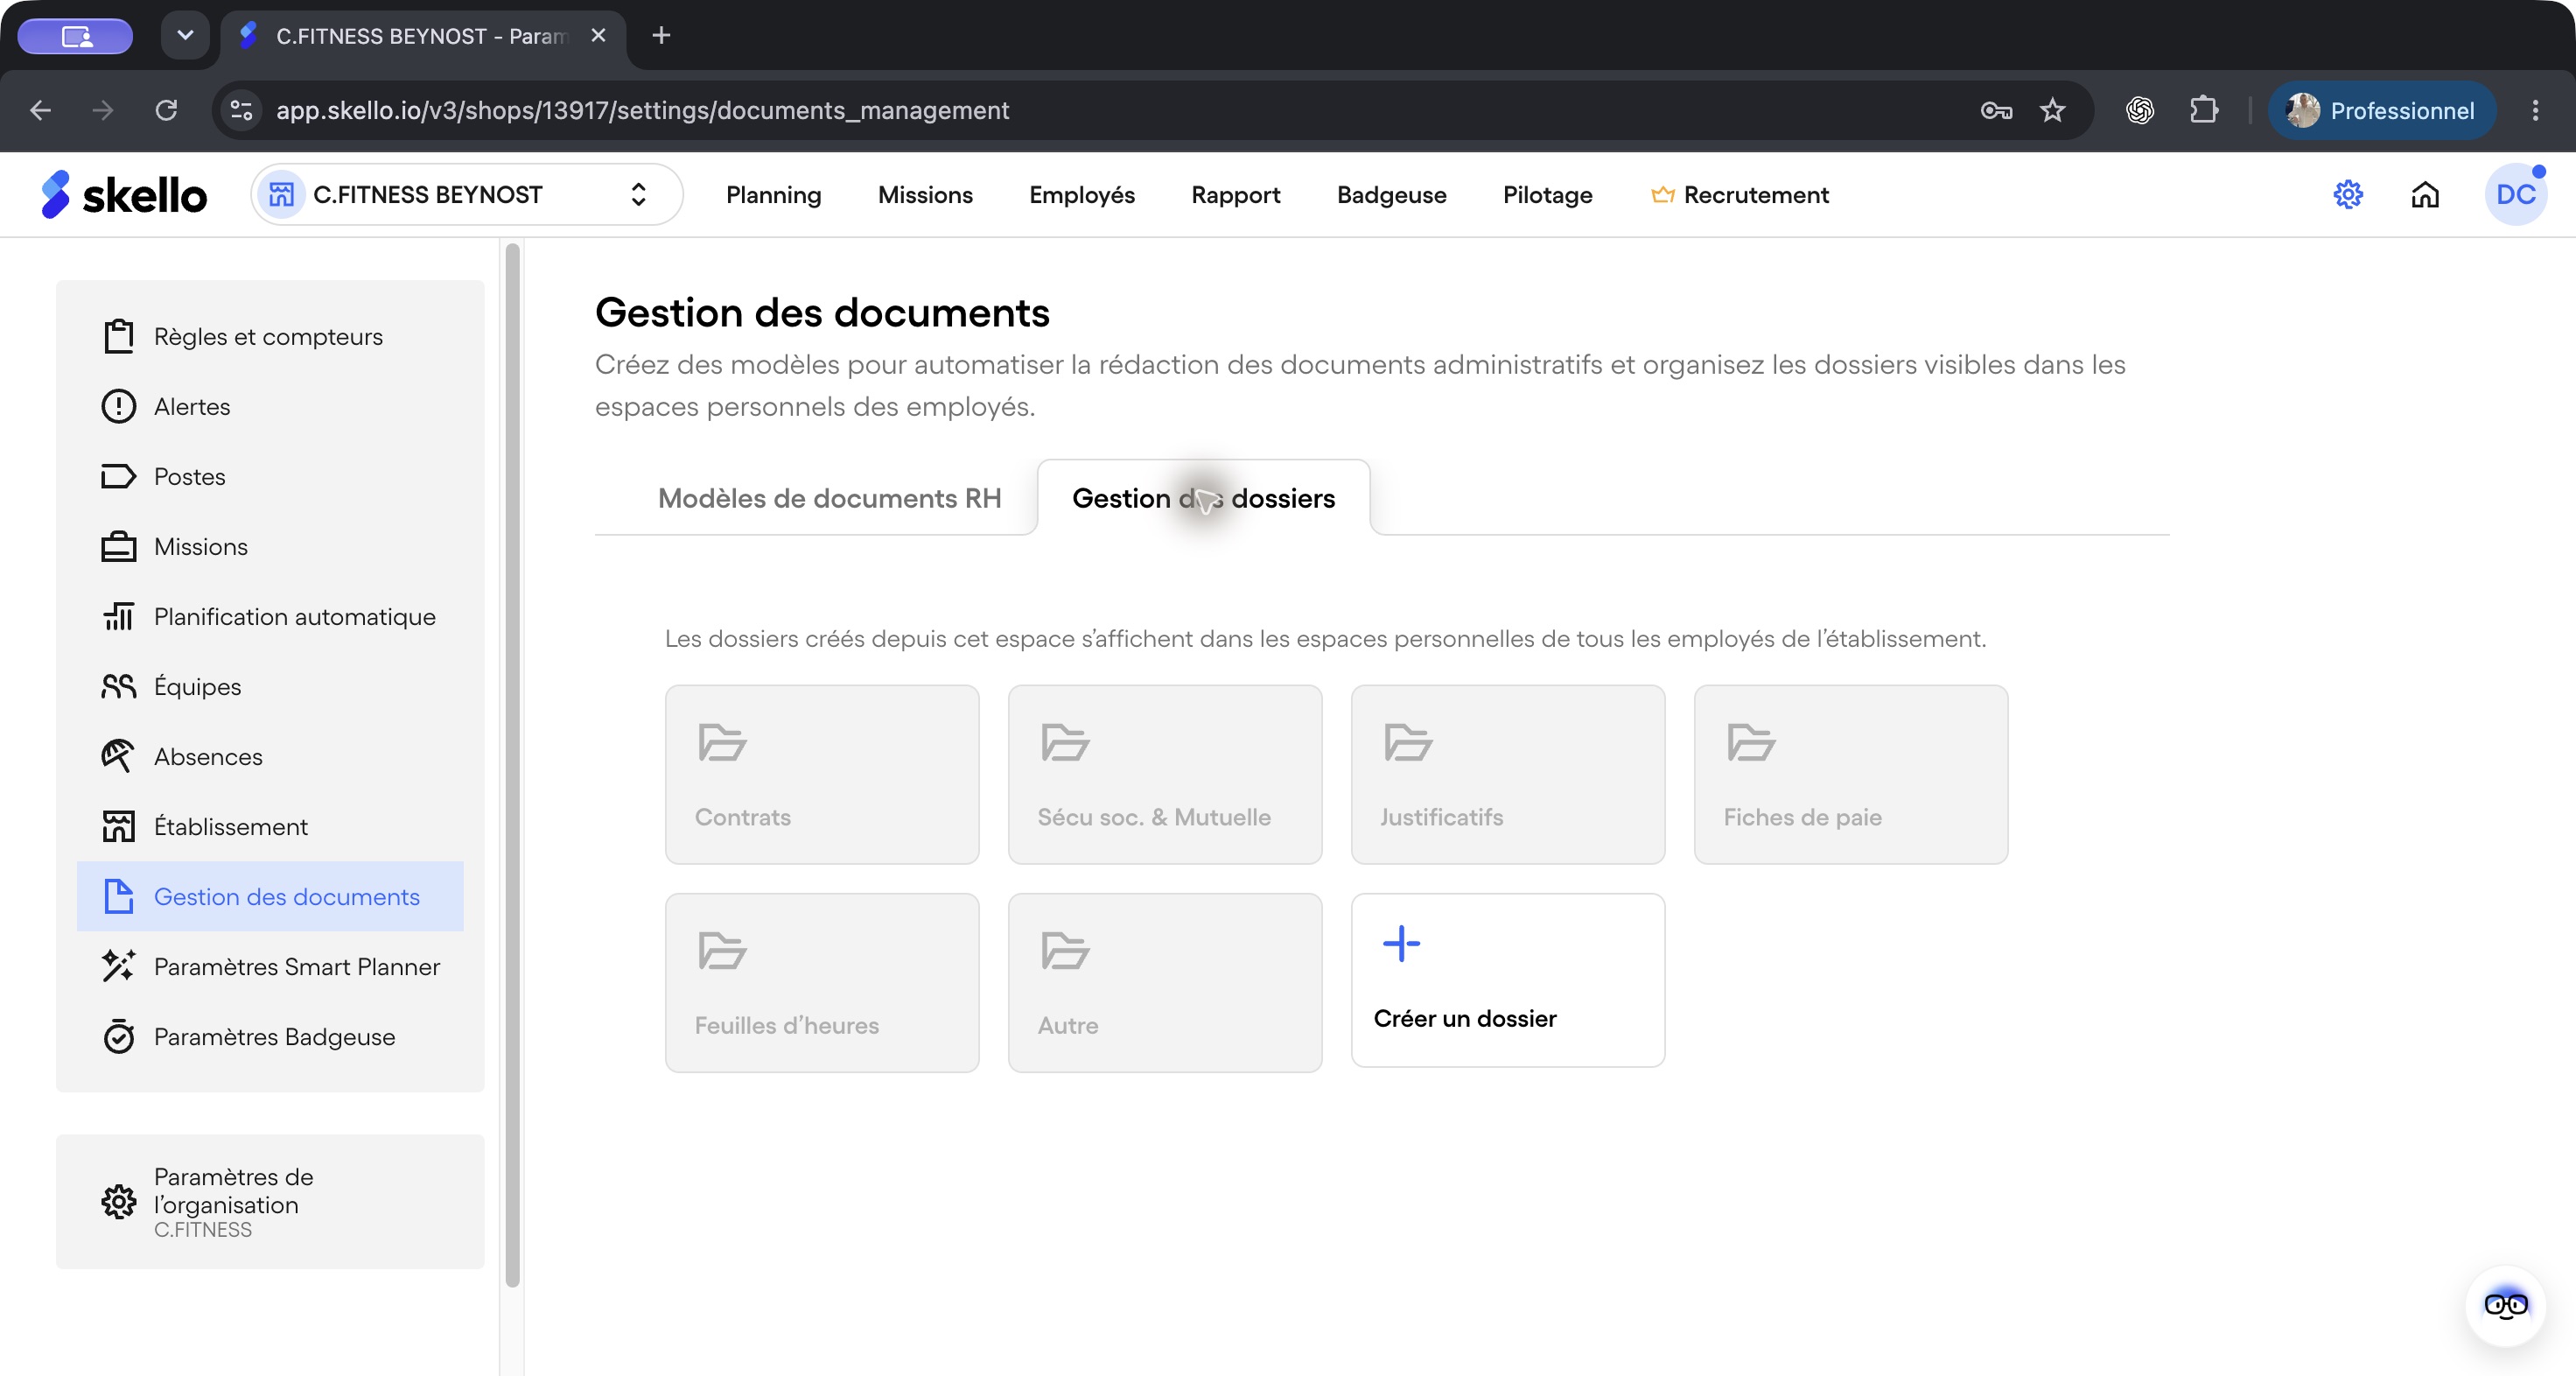 C.FITNESS BEYNOST - Param
app.skello.io/v3/shops/13917/settings/documents_management
Professionnel
skello
C.FITNESS BEYNOST
Planning
Missions
Employés
Rapport
Badgeuse
Pilotage
Recrutement
DC
Règles et compteurs
Alertes
Postes
Missions
Planification automatique
Équipes
Absences
Établissement
Gestion des documents
Paramètres Smart Planner
Paramètres Badgeuse
Paramètres de
l’organisation
C.FITNESS
Gestion des documents
Créez des modèles pour automatiser la rédaction des documents administratifs et organisez les dossiers visibles dans les
espaces personnels des employés.
Modèles de documents RH
Gestion des dossiers
Les dossiers créés depuis cet espace s’affichent dans les espaces personnelles de tous les employés de l’établissement.
Contrats
Sécu soc. & Mutuelle
Justificatifs
Fiches de paie
Feuilles d’heures
Autre
Créer un dossier